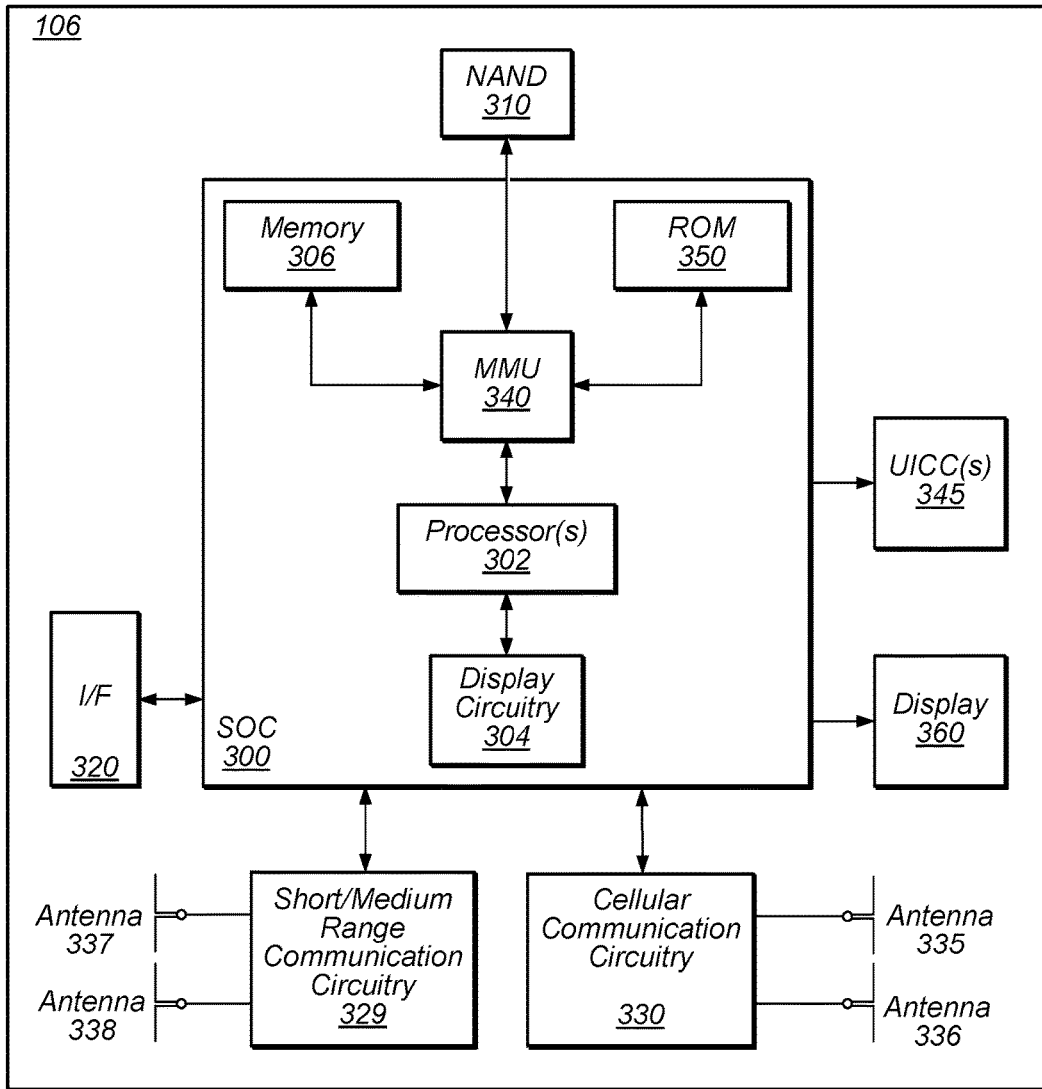 106
NAND
310
Memory
306
ROM
350
MMU
340
UICC(s)
345
Processor(s)
302
I/F
320
Display
Circuitry
304
SOC
300
Display
360
Short/Medium
Range
Communication
Circuitry
329
Cellular
Communication
Circuitry
330
Antenna
337
Antenna
338
Antenna
335
Antenna
336